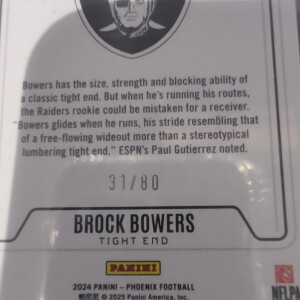 Bowers has the size, strength and blocking ability of
a classic tight end. But when he's running his routes,
the Raiders rookie could be mistaken for a receiver.
"Bowers glides when he runs, his stride resembling that
of a free-flowing wideout more than a stereotypical
lumbering tight end," ESPN's Paul Gutierrez noted.
31/80
BROCK BOWERS
TIGHT END
PANINI
2024 PANINI – PHOENIX FOOTBALL
© 2025 Panini America, Inc.
NFLPA